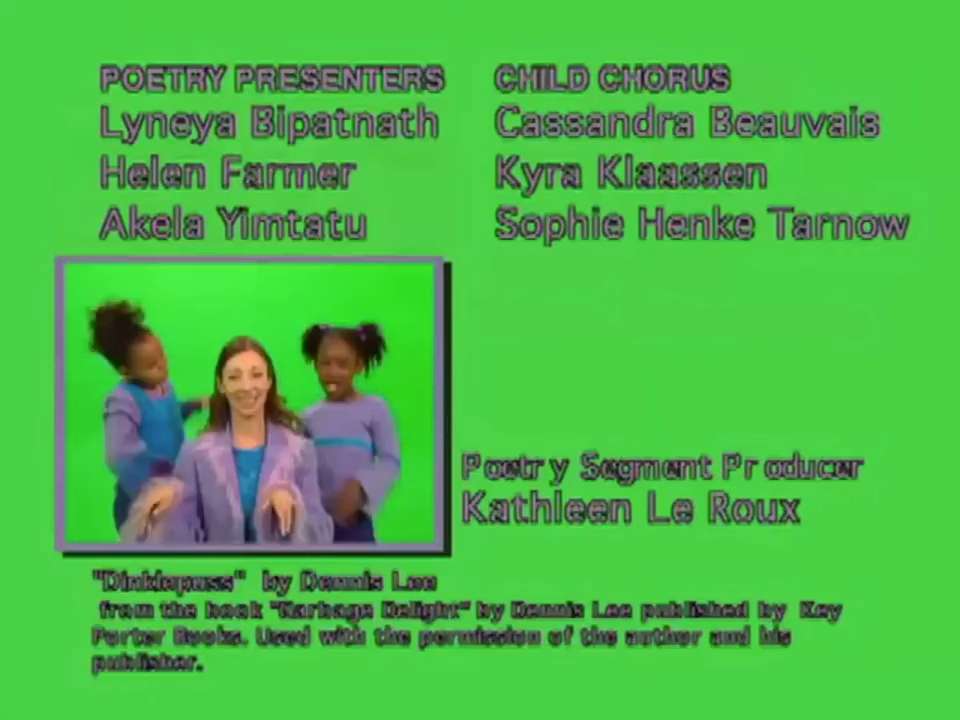 POETRY PRESENTERS
Lyneya Bipatnath
Helen Farmer
Akela Yimtatu
CHILD CHORUS
Cassandra Beauvais
Kyra Klaassen
Sophie Henke Tarnow
Poetry Segment Producer
Kathleen Le Roux
"Dinklepuss" by Dennis Lee
from the book "Garbage Delight" by Dennis Lee published by Key
Porter Books. Used with the permission of the author and his
publisher.